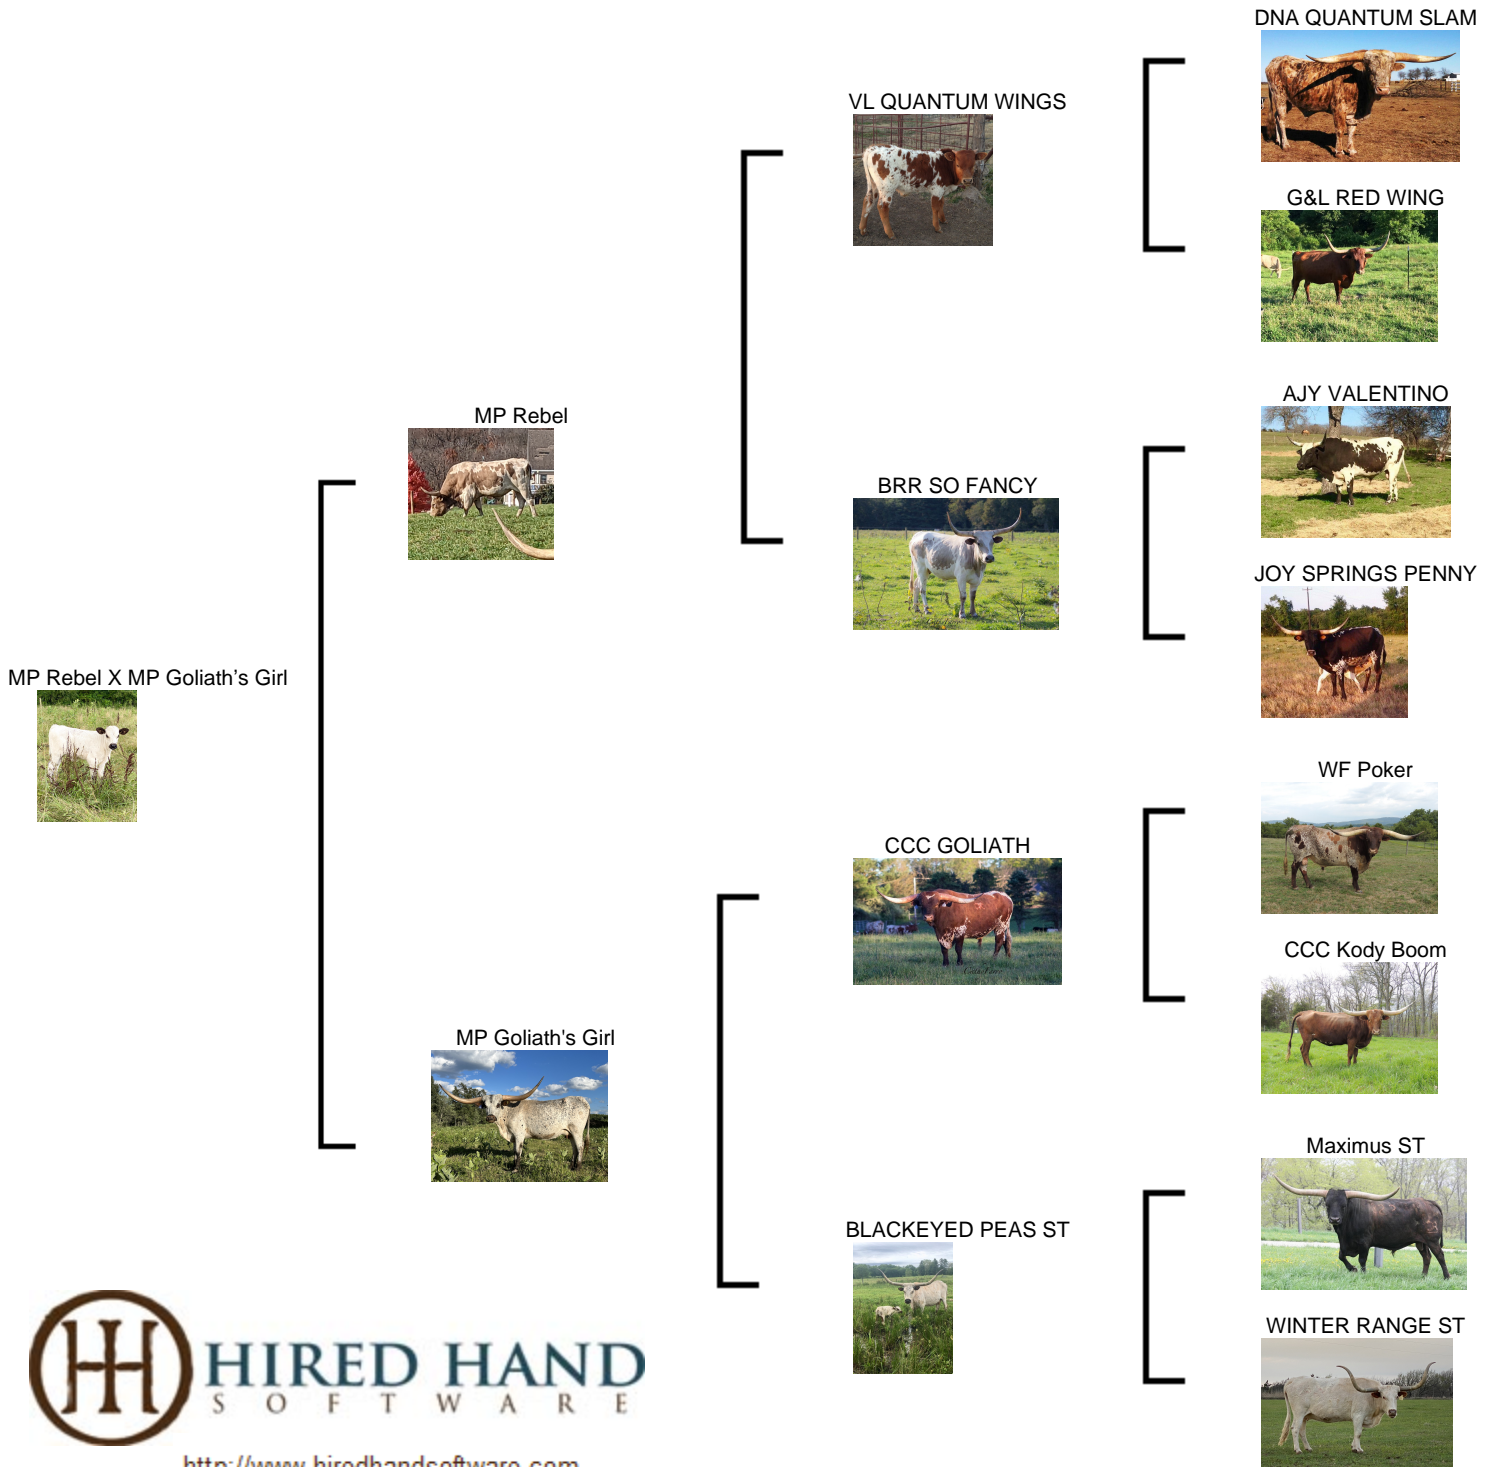 DNA QUANTUM SLAM
VL QUANTUM WINGS
G&L RED WING
AJY VALENTINO
MP Rebel
BRR SO FANCY
JOY SPRINGS PENNY
MP Rebel X MP Goliath’s Girl
WF Poker
CCC GOLIATH
CCC Kody Boom
MP Goliath's Girl
Maximus ST
BLACKEYED PEAS ST
WINTER RANGE ST
HIRED HAND
SOFTWARE
http://www.hiredhandsoftware.com